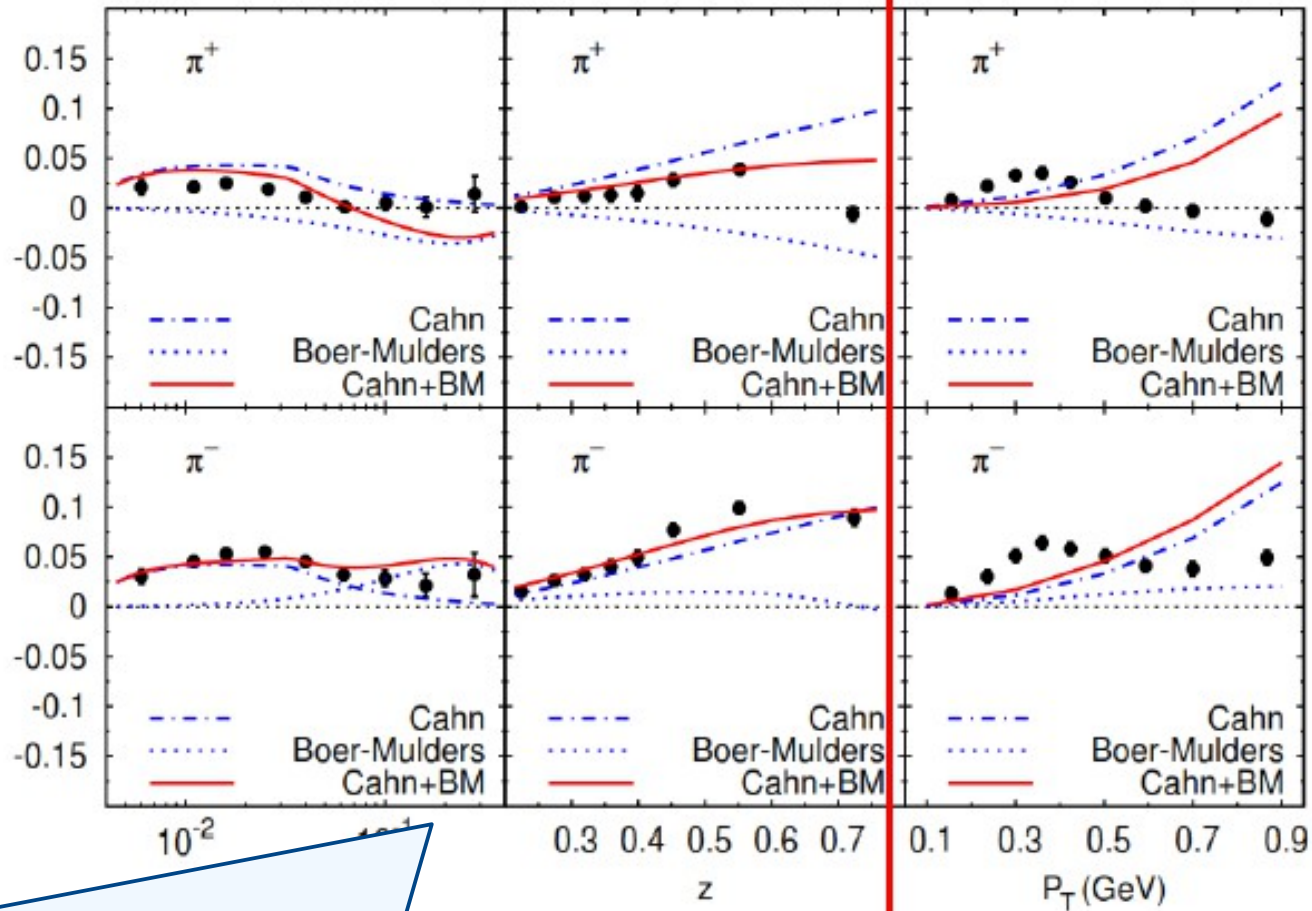 π+ π+ π+
0.15
0.1
0.05
0
-0.05
-0.1
-0.15
Cahn Cahn Cahn
Boer-Mulders Boer-Mulders Boer-Mulders
Cahn+BM Cahn+BM Cahn+BM
π− π− π−
0.15
0.1
0.05
0
-0.05
-0.1
-0.15
Cahn Cahn Cahn
Boer-Mulders Boer-Mulders Boer-Mulders
Cahn+BM Cahn+BM Cahn+BM
10-2 0.3 0.4 0.5 0.6 0.7 0.1 0.3 0.5 0.7 0.9
z PT (GeV)